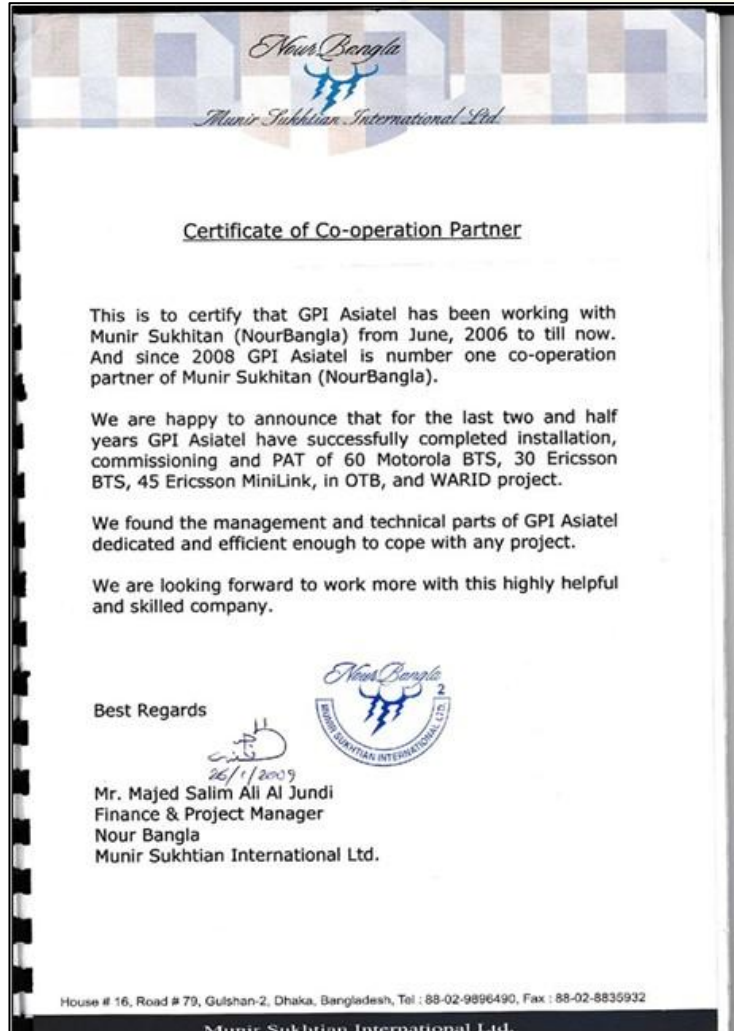 Nour Bangla
Munir Sukhtian International Ltd.
Certificate of Co-operation Partner
This is to certify that GPI Asiatel has been working with
Munir Sukhitan (NourBangla) from June, 2006 to till now.
And since 2008 GPI Asiatel is number one co-operation
partner of Munir Sukhitan (NourBangla).
We are happy to announce that for the last two and half
years GPI Asiatel have successfully completed installation,
commissioning and PAT of 60 Motorola BTS, 30 Ericsson
BTS, 45 Ericsson MiniLink, in OTB, and WARID project.
We found the management and technical parts of GPI Asiatel
dedicated and efficient enough to cope with any project.
We are looking forward to work more with this highly helpful
and skilled company.
Nour Bangla
2
MUNIR SUKHTIAN INTERNATIONAL LTD.
Best Regards
26/1/2009
Mr. Majed Salim Ali Al Jundi
Finance & Project Manager
Nour Bangla
Munir Sukhtian International Ltd.
House # 16, Road # 79, Gulshan-2, Dhaka, Bangladesh, Tel : 88-02-9896490, Fax : 88-02-8835932
Munir Sukhtian International Ltd.